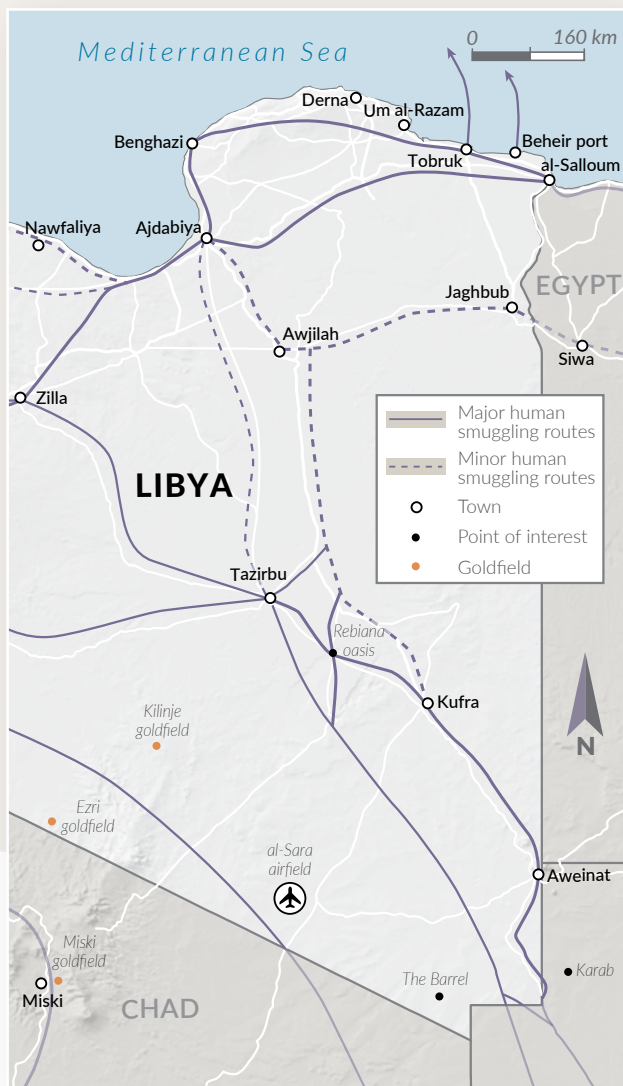 Mediterranean Sea
0 160 km
Derna
Um al-Razam
Benghazi
Tobruk
Beheir port
al-Salloum
Nawfaliya
Ajdabiya
Jaghbub
EGYPT
Awjilah
Siwa
Zilla
Major human
smuggling routes
Minor human
smuggling routes
Town
Point of interest
Goldfield
LIBYA
Tazirbu
Rebiana
oasis
Kufra
Kilinje
goldfield
N
Ezri
goldfield
al-Sara
airfield
Aweinat
Miski
goldfield
The Barrel
Karab
Miski
CHAD